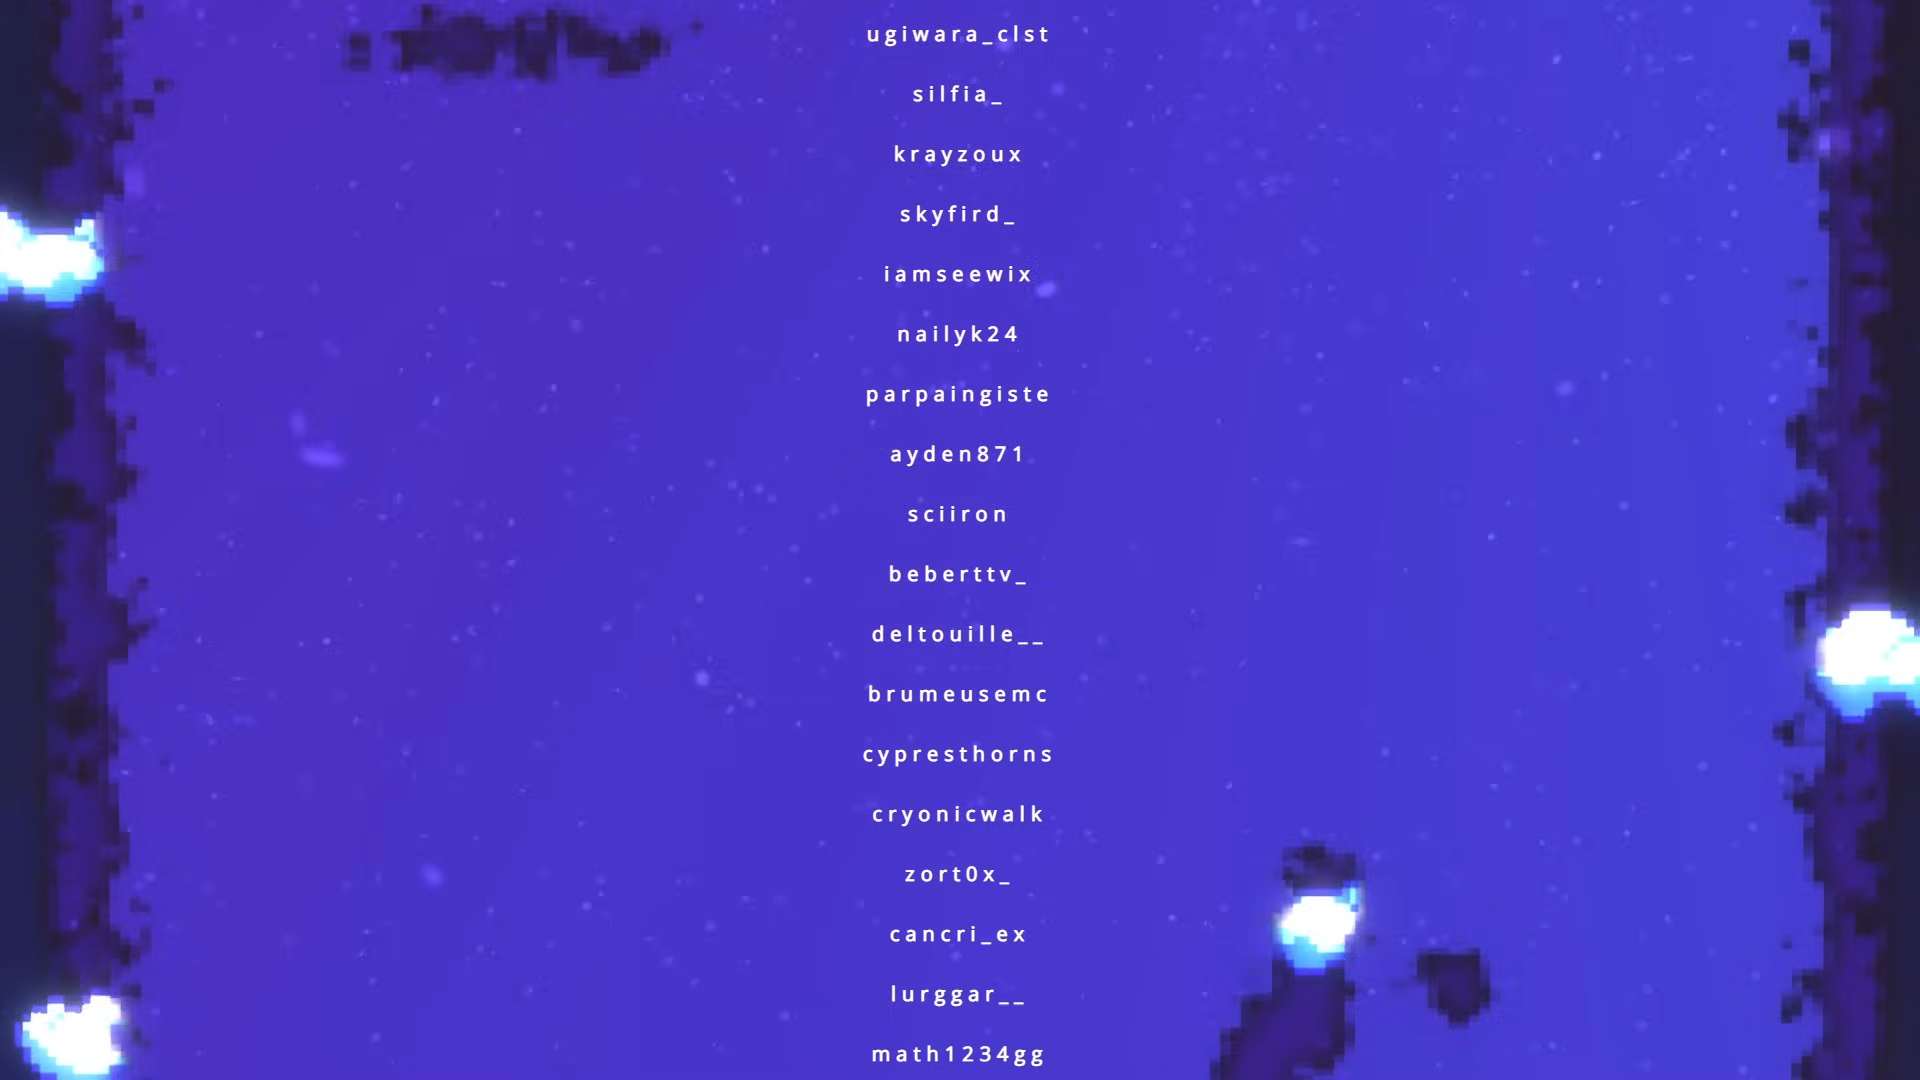 ugiwara_clst
silfia_
krayzoux
skyfird_
iamseewix
nailyk24
parpaingiste
ayden871
sciiron
beberttv_
deltouille__
brumeusemc
cypresthorns
cryonicwalk
zort0x_
cancri_ex
lurggar__
math1234gg